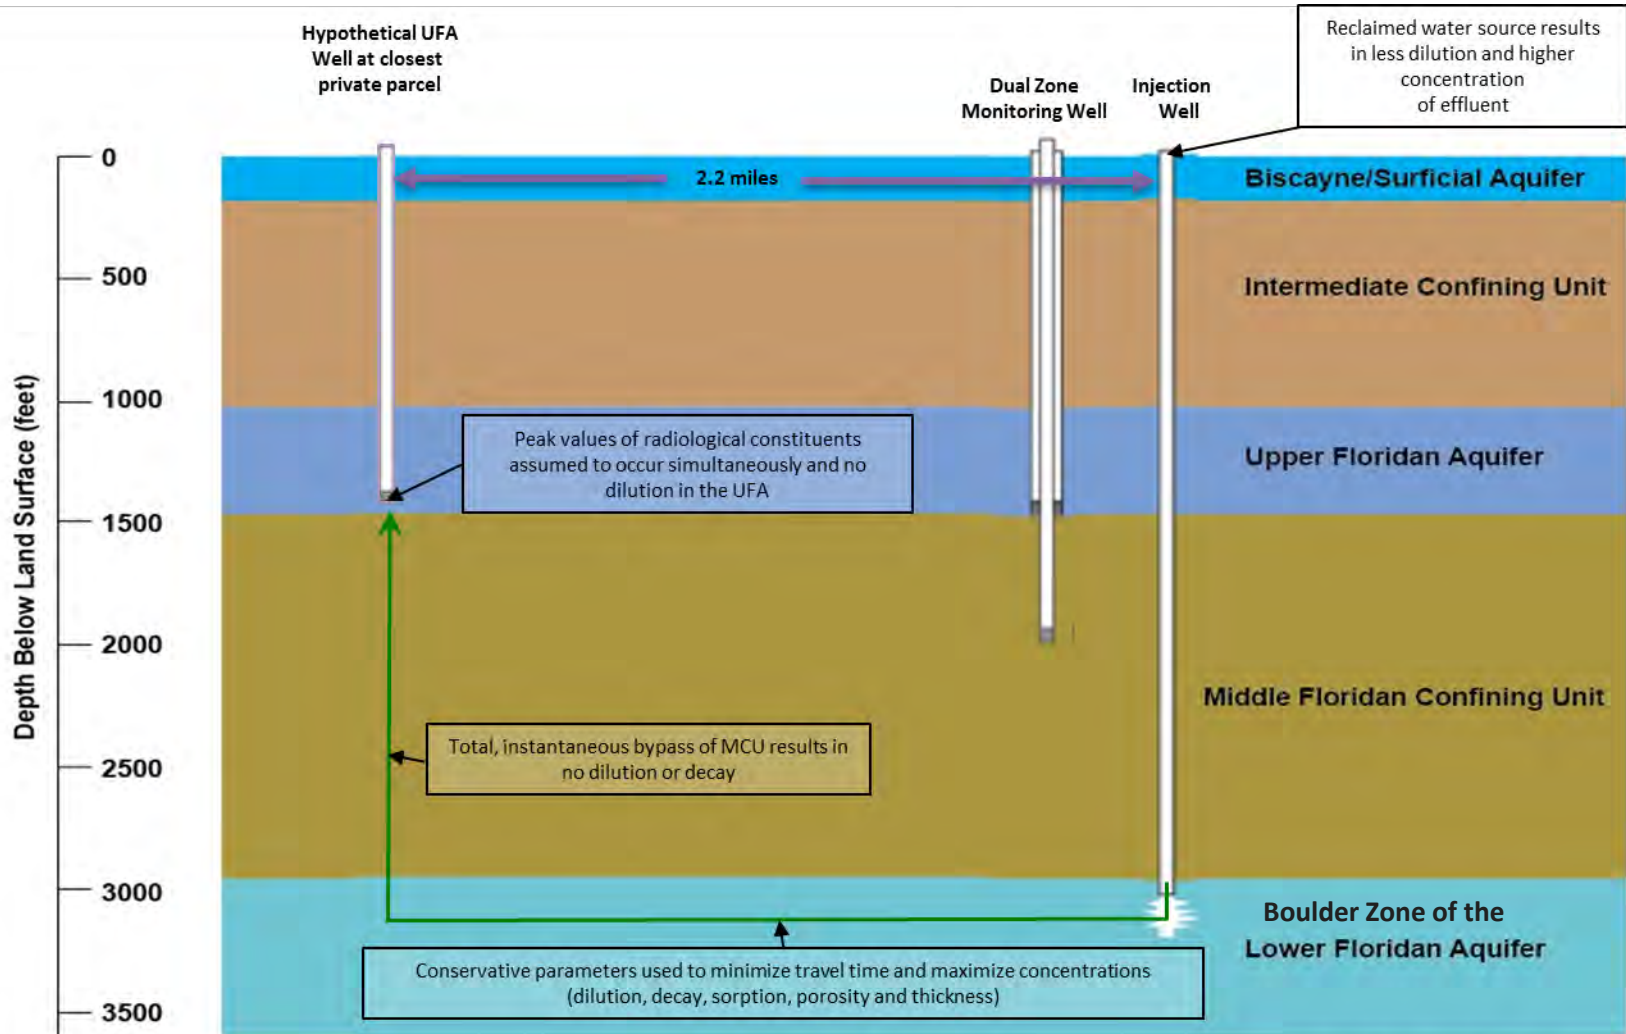 Hypothetical UFA
Well at closest
private parcel
Dual Zone
Monitoring Well
Injection
Well
Reclaimed water source results
in less dilution and higher
concentration
of effluent
0
500
1000
1500
2000
2500
3000
3500
Depth Below Land Surface (feet)
2.2 miles
Biscayne/Surficial Aquifer
Intermediate Confining Unit
Peak values of radiological constituents
assumed to occur simultaneously and no
dilution in the UFA
Upper Floridan Aquifer
Middle Floridan Confining Unit
Total, instantaneous bypass of MCU results in
no dilution or decay
Boulder Zone of the
Lower Floridan Aquifer
Conservative parameters used to minimize travel time and maximize concentrations
(dilution, decay, sorption, porosity and thickness)